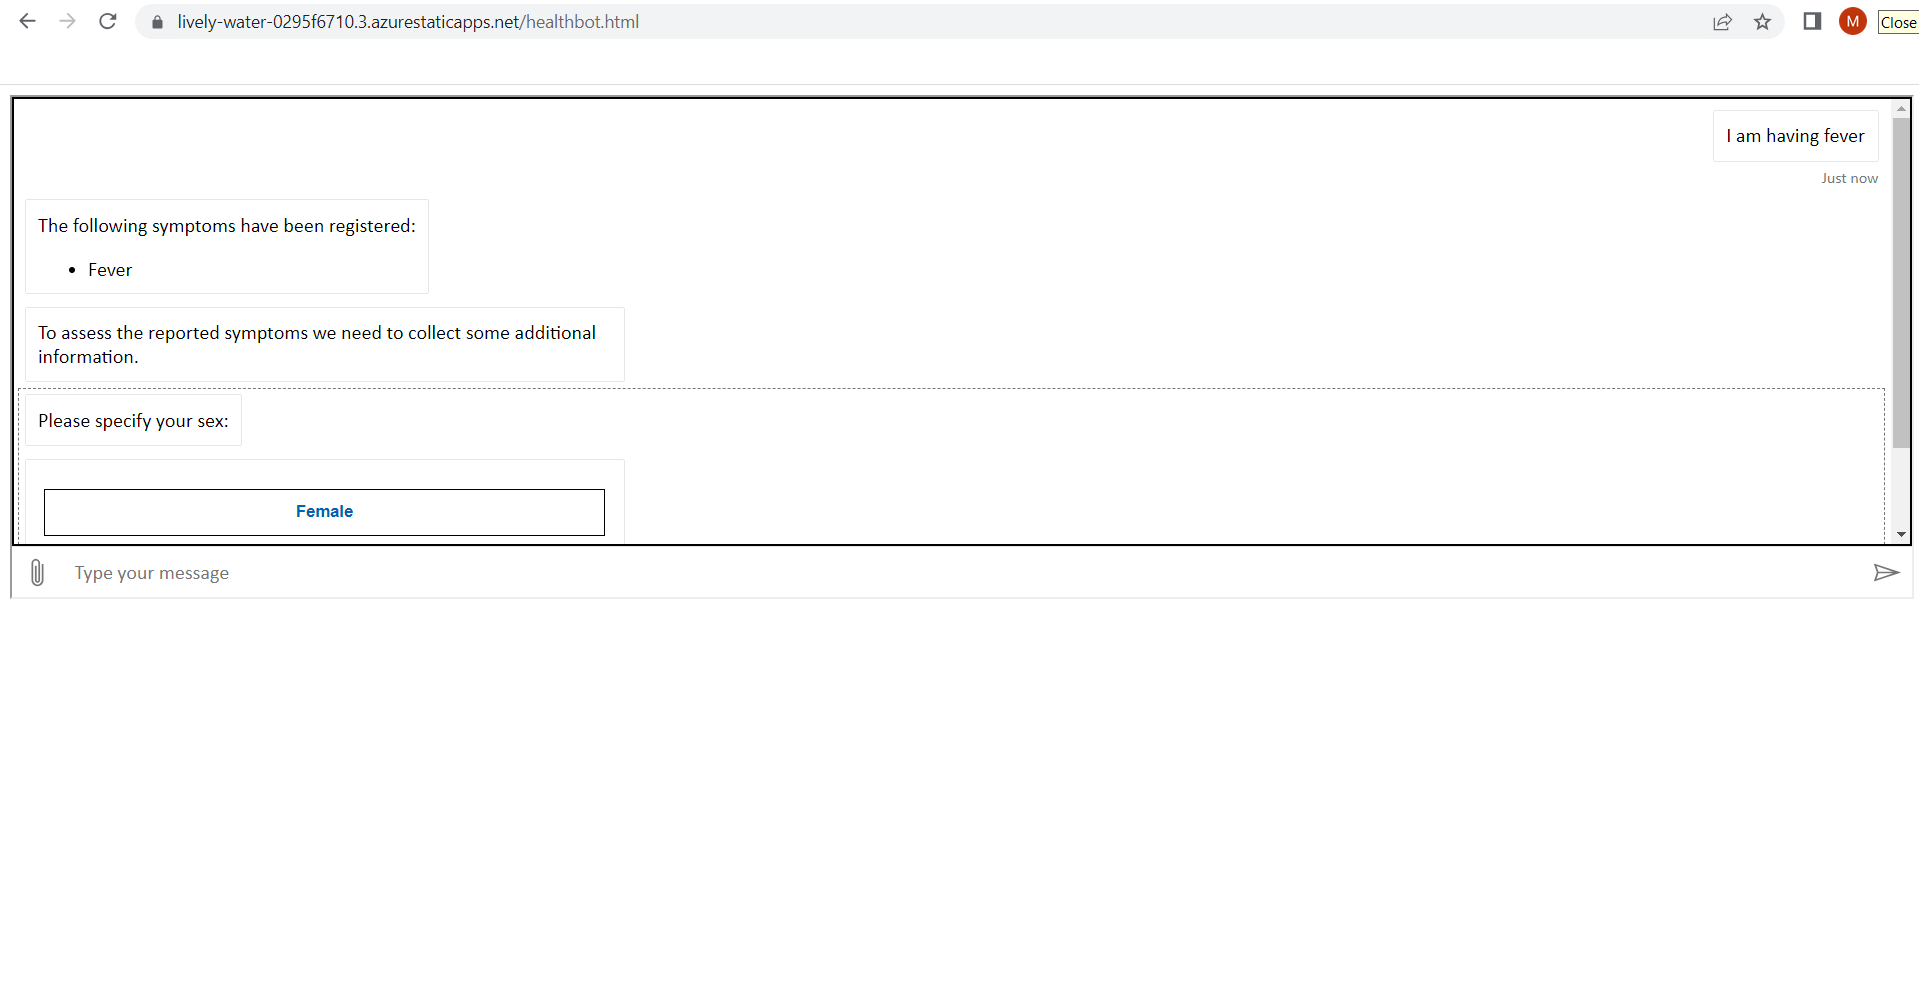 lively-water-0295f6710.3.azurestaticapps.net/healthbot.html
M
Close
I am having fever
Just now
The following symptoms have been registered:
• Fever
To assess the reported symptoms we need to collect some additional
information.
Please specify your sex:
Female
Type your message